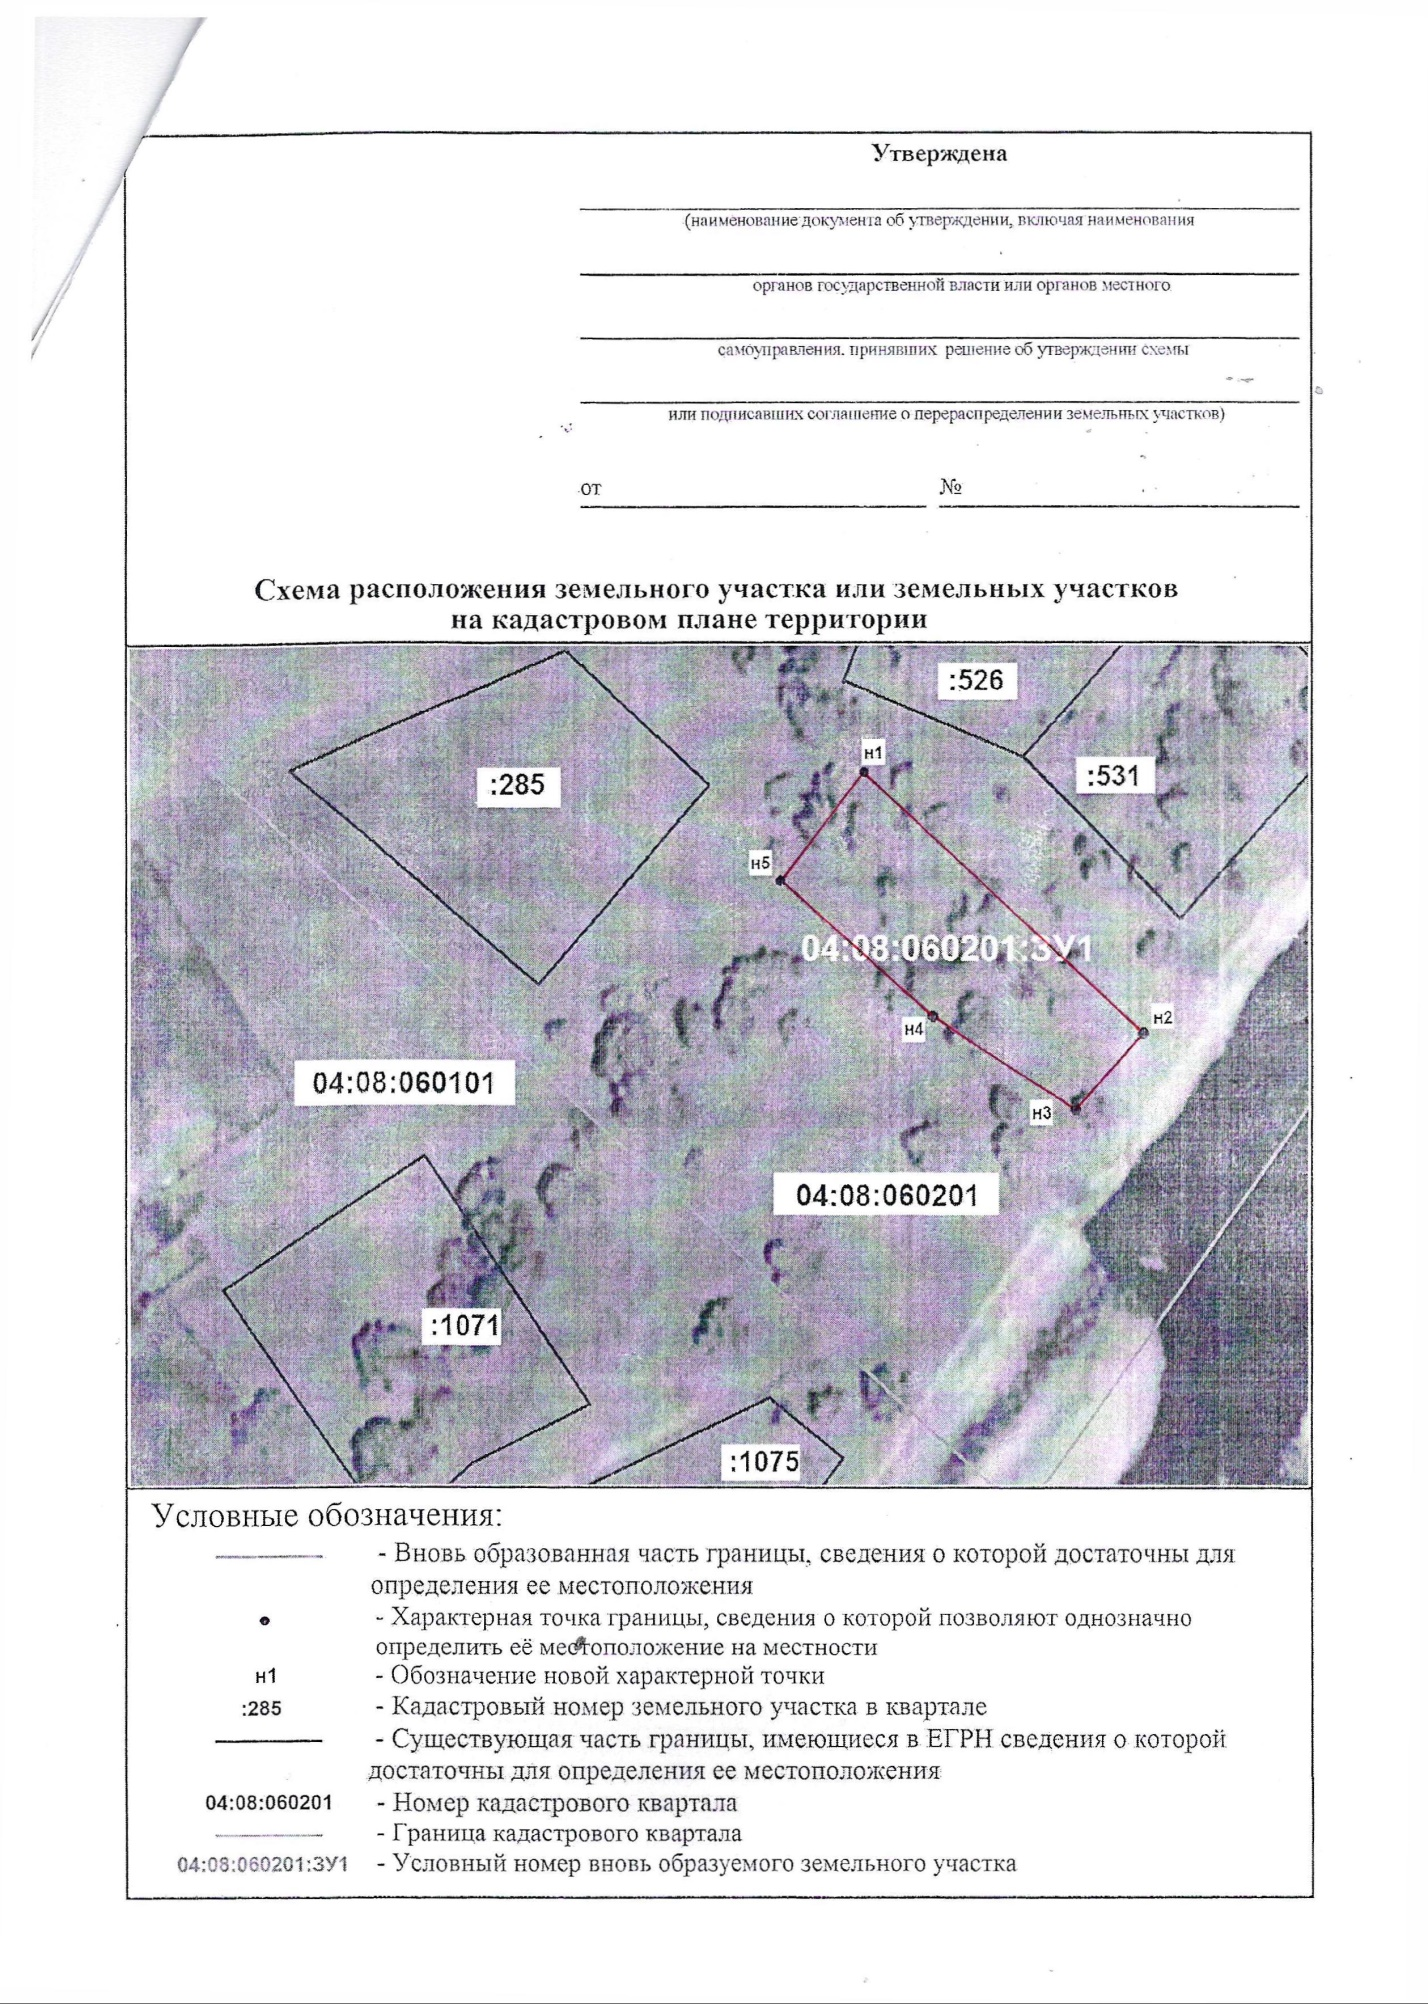 Утверждена
(наименование документа об утверждении, включая наименования
органов государственной власти или органов местного
самоуправления. принявших решение об утверждении схемы
или подписавших соглашение о перераспределении земельных участков)
от №
Схема расположения земельного участка или земельных участков
на кадастровом плане территории
:526
н1
:531
:285
н5
04:08:060201:ЗУ1
н2
н4
04:08:060101
н3
04:08:060201
:1071
:1075
Условные обозначения:
- Вновь образованная часть границы, сведения о которой достаточны для
определения ее местоположения
- Характерная точка границы, сведения о которой позволяют однозначно
определить её местоположение на местности
н1 - Обозначение новой характерной точки
:285 - Кадастровый номер земельного участка в квартале
- Существующая часть границы, имеющиеся в ЕГРН сведения о которой
достаточны для определения ее местоположения
04:08:060201 - Номер кадастрового квартала
- Граница кадастрового квартала
04:08:060201:ЗУ1 - Условный номер вновь образуемого земельного участка